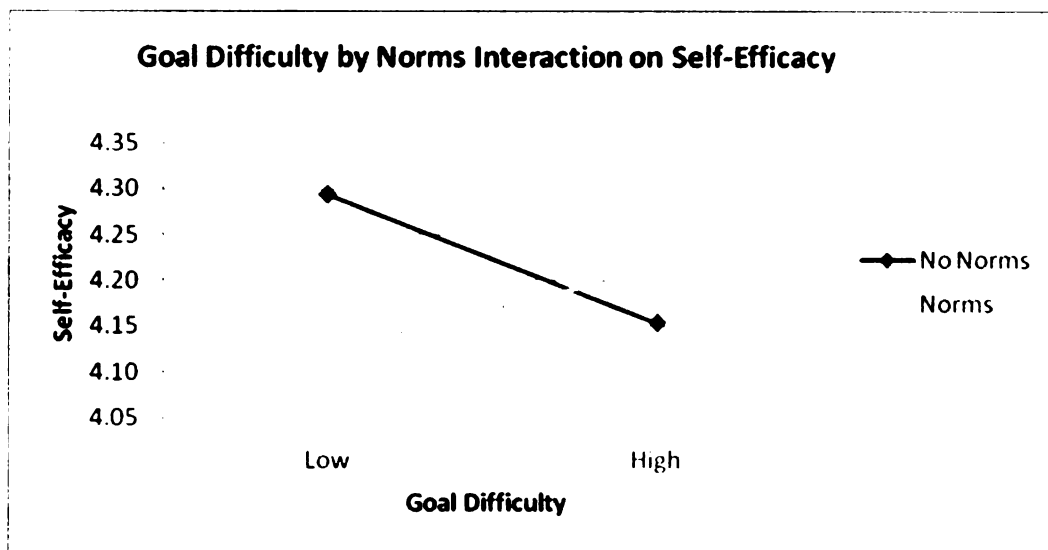 Goal Difficulty by Norms Interaction on Self-Efficacy
4.35
4.30
4.25
4.20
4.15
4.10
4.05
Self-Efficacy
Low
High
Goal Difficulty
No Norms
Norms